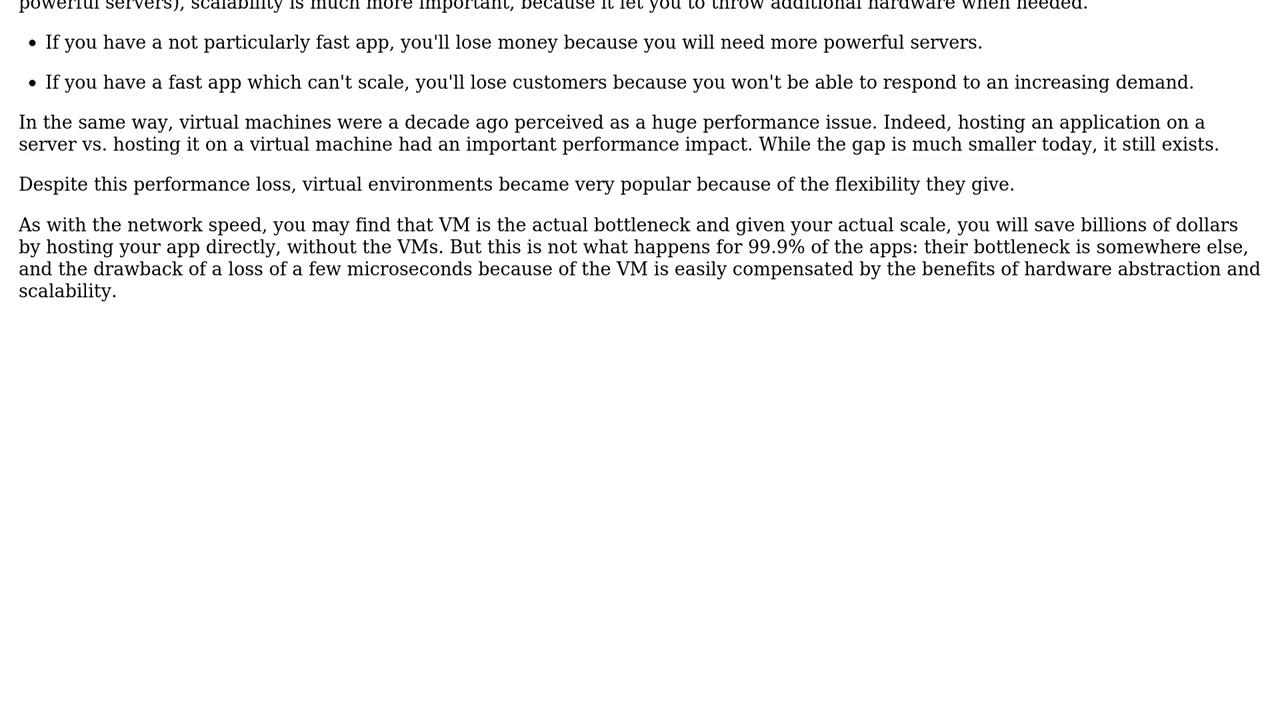 powerful servers), scalability is much more important, because it let you to throw additional hardware when needed.
• If you have a not particularly fast app, you'll lose money because you will need more powerful servers.
• If you have a fast app which can't scale, you'll lose customers because you won't be able to respond to an increasing demand.
In the same way, virtual machines were a decade ago perceived as a huge performance issue. Indeed, hosting an application on a
server vs. hosting it on a virtual machine had an important performance impact. While the gap is much smaller today, it still exists.
Despite this performance loss, virtual environments became very popular because of the flexibility they give.
As with the network speed, you may find that VM is the actual bottleneck and given your actual scale, you will save billions of dollars
by hosting your app directly, without the VMs. But this is not what happens for 99.9% of the apps: their bottleneck is somewhere else,
and the drawback of a loss of a few microseconds because of the VM is easily compensated by the benefits of hardware abstraction and
scalability.